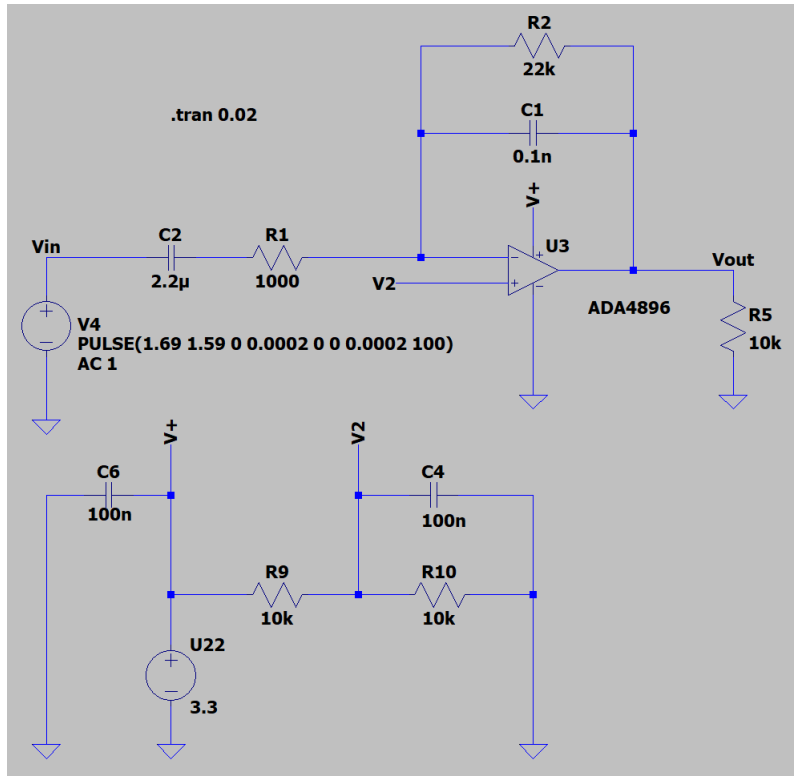 R2
22k
.tran 0.02
C1
0.1n
V+
Vin
C2
R1
U3
2.2µ
1000
V2
Vout
ADA4896
V4
PULSE(1.69 1.59 0 0.0002 0 0 0.0002 100)
AC 1
R5
10k
V+
V2
C6
100n
C4
100n
R9
10k
R10
10k
U22
3.3